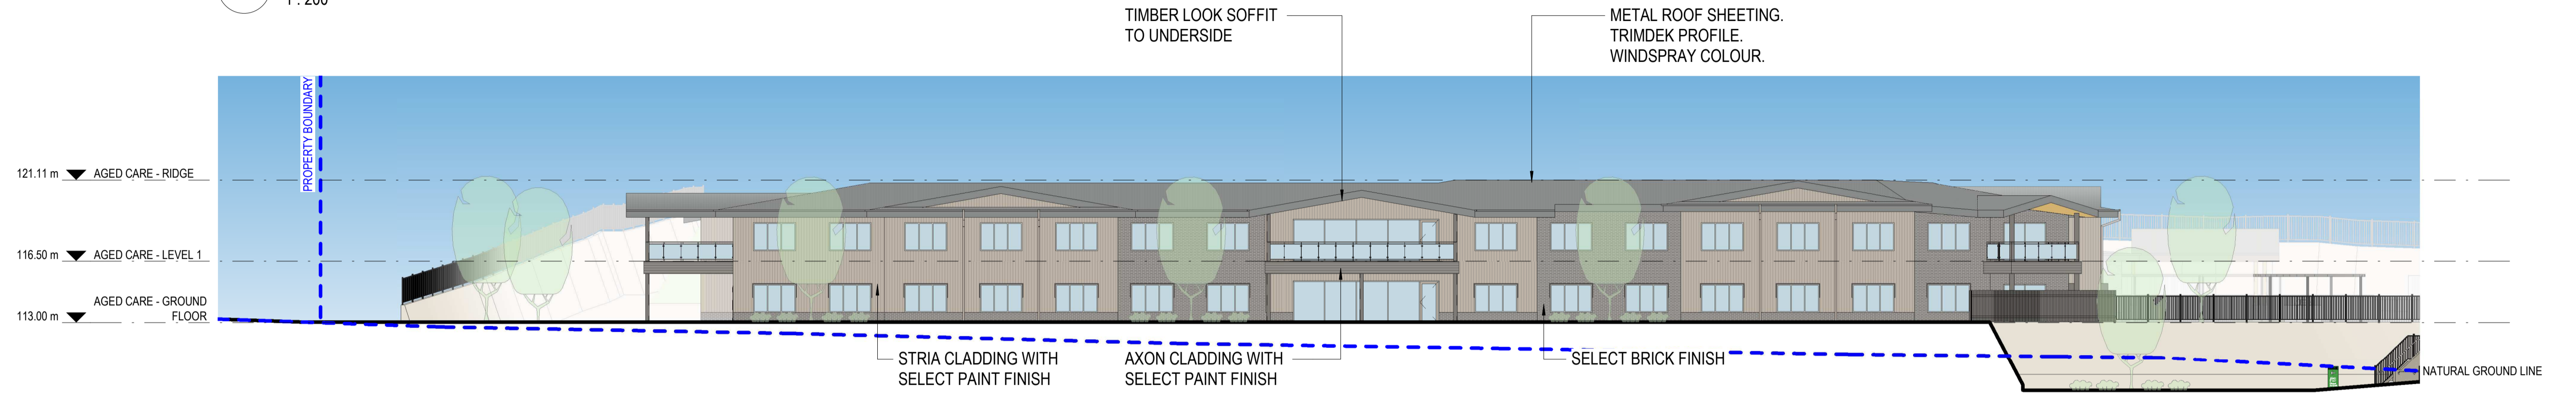 1 : 200
TIMBER LOOK SOFFIT
TO UNDERSIDE
METAL ROOF SHEETING.
TRIMDEK PROFILE.
WINDSPRAY COLOUR.
PROPERTY BOUNDARY
121.11 m
AGED CARE - RIDGE
116.50 m
AGED CARE - LEVEL 1
AGED CARE - GROUND
FLOOR
113.00 m
STRIA CLADDING WITH
SELECT PAINT FINISH
AXON CLADDING WITH
SELECT PAINT FINISH
SELECT BRICK FINISH
NATURAL GROUND LINE